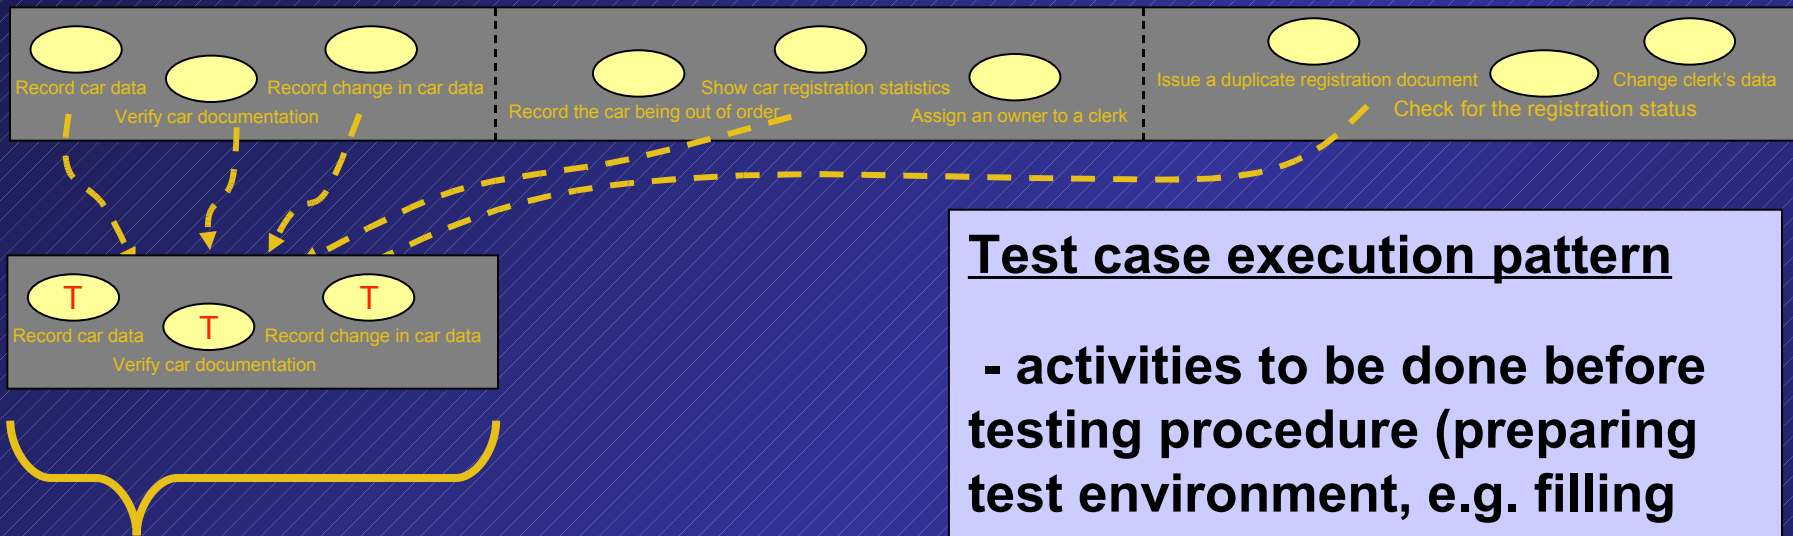 Record car data
Verify car documentation
Record change in car data
Record the car being out of order
Show car registration statistics
Assign an owner to a clerk
Issue a duplicate registration document
Check for the registration status
Change clerk's data
T
Record car data
T
Verify car documentation
T
Record change in car data
Test case execution pattern
- activities to be done before
testing procedure (preparing
test environment, e.g. filling